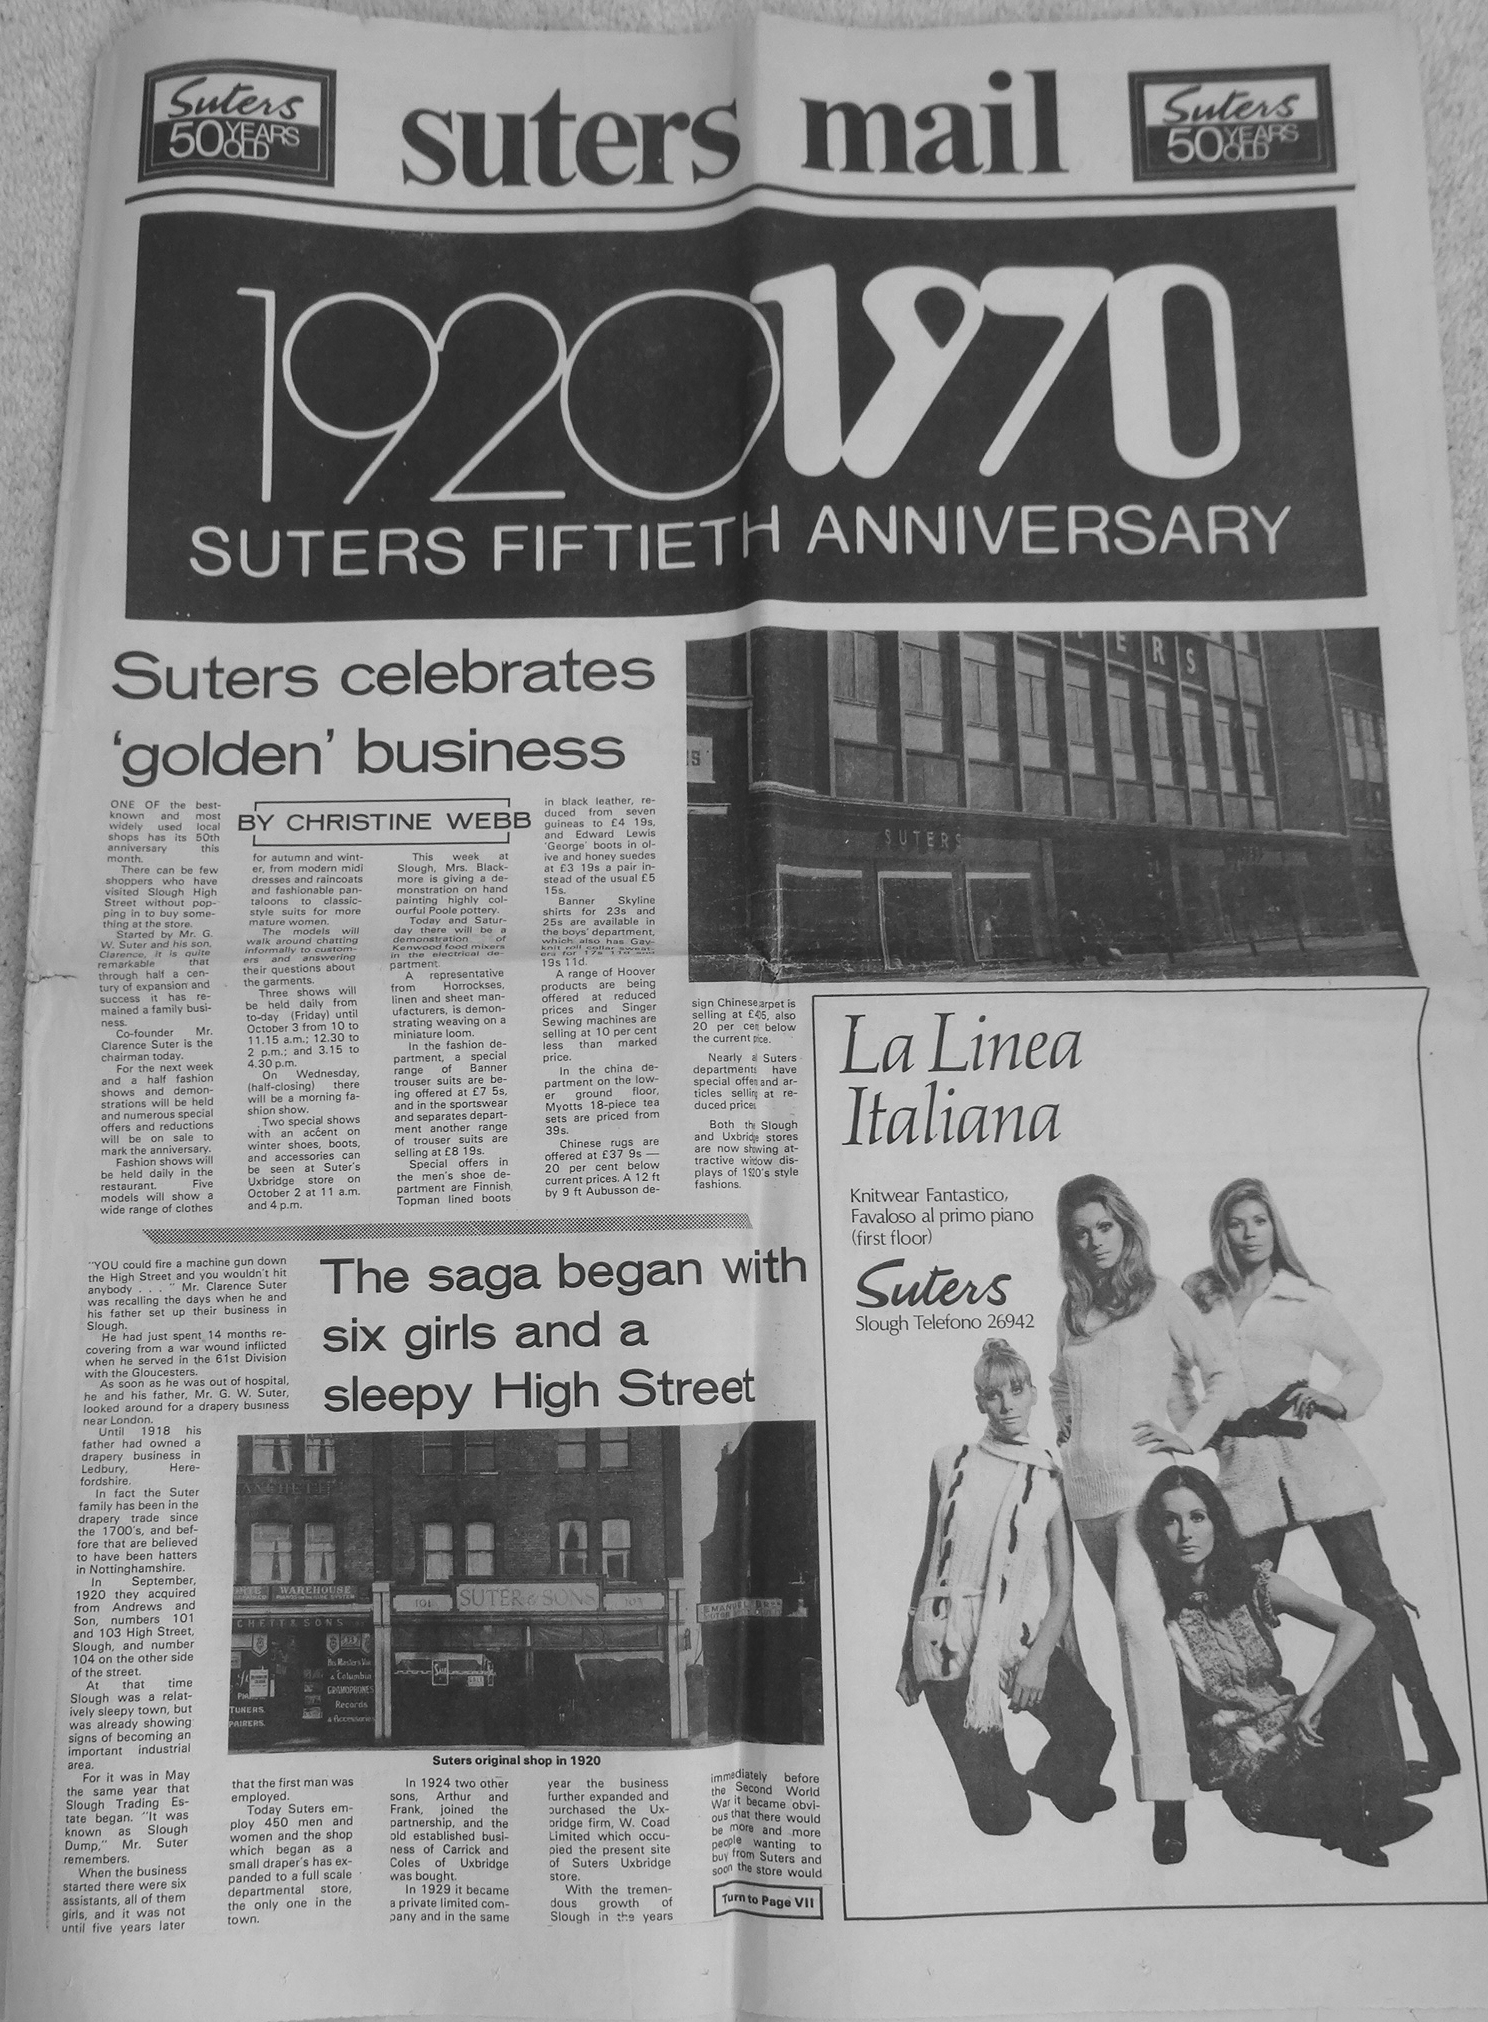 Suters
50 YEARS
OLD
suters mail
Suters
50 YEARS
OLD
1920 1970
SUTERS FIFTIETH ANNIVERSARY
Suters celebrates
‘golden’ business
BY CHRISTINE WEBB
ONE OF the best-
known and most
widely used local
shops has its 50th
anniversary this
month.
There can be few
shoppers who have
visited Slough High
Street without pop-
ping in to buy some-
thing at the store.
Started by Mr. G.
W. Suter and his son,
Clarence, it is quite
remarkable that
through half a cen-
tury of expansion and
success it has re-
mained a family busi-
ness.
Co-founder Mr.
Clarence Suter is the
chairman today.
For the next week
and a half fashion
shows and demon-
strations will be held
and numerous special
offers and reductions
will be on sale to
mark the anniversary.
Fashion shows will
be held daily in the
restaurant. Five
models will show a
wide range of clothes
for autumn and wint-
er, from modern midi
dresses and raincoats
and fashionable pan-
taloons to classic-
style suits for more
mature women.
The models will
walk around chatting
informally to custom-
ers and answering
their questions about
the garments.
Three shows will
be held daily from
to-day (Friday) until
October 3 from 10 to
11.15 a.m.; 12.30 to
2 p.m.; and 3.15 to
4.30 p.m.
On Wednesday,
(half-closing) there
will be a morning fa-
shion show.
Two special shows
with an accent on
winter shoes, boots,
and accessories can
be seen at Suter's
Uxbridge store on
October 2 at 11 a.m.
and 4 p.m.
This week at
Slough, Mrs. Black-
more is giving a de-
monstration on hand
painting highly col-
ourful Poole pottery.
Today and Satur-
day there will be a
demonstration of
Kenwood food mixers
in the electrical de-
partment.
A representative
from Horrockses,
linen and sheet man-
ufacturers, is demon-
strating weaving on a
miniature loom.
In the fashion de-
partment, a special
range of Banner
trouser suits are be-
ing offered at £7 5s,
and in the sportswear
and separates depart-
ment another range
of trouser suits are
selling at £8 19s.
Special offers in
the men's shoe de-
partment are Finnish,
Topman lined boots
in black leather, re-
duced from seven
guineas to £4 19s,
and Edward Lewis
‘George’ boots in ol-
ive and honey suedes
at £3 19s a pair in-
stead of the usual £5
15s.
Banner Skyline
shirts for 23s and
25s are available in
the boys' department,
which also has Gay-
knit roll collar sweat-
ers for 17s 11d and
19s 11d.
A range of Hoover
products are being
offered at reduced
prices and Singer
Sewing machines are
selling at 10 per cent
less than marked
price.
In the china de-
partment on the low-
er ground floor,
Myotts 18-piece tea
sets are priced from
39s.
Chinese rugs are
offered at £37 9s —
20 per cent below
current prices. A 12 ft
by 9 ft Aubusson de-
sign Chinese carpet is
selling at also
20 per cent below
the current price.
Nearly Suters
departments have
special offers and ar-
ticles selling at re-
duced prices.
Both the Slough
and Uxbridge stores
are now showing at-
tractive window dis-
plays of 1920's style
fashions.
TERS
SUTERS
La Linea
Italiana
Knitwear Fantastico,
Favaloso al primo piano
(first floor)
Suters
Slough Telefono 26942
The saga began with
six girls and a
sleepy High Street
“YOU could fire a machine gun down
the High Street and you wouldn't hit
anybody . . . ” Mr. Clarence Suter
was recalling the days when he and
his father set up their business in
Slough.
He had just spent 14 months re-
covering from a war wound inflicted
when he served in the 61st Division
with the Gloucesters.
As soon as he was out of hospital,
he and his father, Mr. G. W. Suter,
looked around for a drapery business
near London.
Until 1918 his
father had owned a
drapery business in
Ledbury, Here-
fordshire.
In fact the Suter
family has been in the
drapery trade since
the 1700's, and bef-
fore that are believed
to have been hatters
in Nottinghamshire.
In September,
1920 they acquired
from Andrews and
Son, numbers 101
and 103 High Street,
Slough, and number
104 on the other side
of the street.
At that time
Slough was a relat-
ively sleepy town, but
was already showing
signs of becoming an
important industrial
area.
For it was in May
the same year that
Slough Trading Es-
tate began. “It was
known as Slough
Dump,” Mr. Suter
remembers.
When the business
started there were six
assistants, all of them
girls, and it was not
until five years later
WAREHOUSE
CHETT & SONS
101 SUTER & SONS 103
EMANUEL BROS
MOTOR
SALE
His Master's Voice
& Columbia
GRAMOPHONES
Records
& Accessories
TUNERS
PAIRERS.
Suters original shop in 1920
that the first man was
employed.
Today Suters em-
ploy 450 men and
women and the shop
which began as a
small draper's has ex-
panded to a full scale
departmental store,
the only one in the
town.
In 1924 two other
sons, Arthur and
Frank, joined the
partnership, and the
old established busi-
ness of Carrick and
Coles of Uxbridge
was bought.
In 1929 it became
a private limited com-
pany and in the same
year the business
further expanded and
purchased the Ux-
bridge firm, W. Coad
Limited which occu-
pied the present site
of Suters Uxbridge
store.
With the tremen-
dous growth of
Slough in the years
immediately before
the Second World
War it became obvi-
ous that there would
be more and more
people wanting to
buy from Suters and
soon the store would
Turn to Page VII